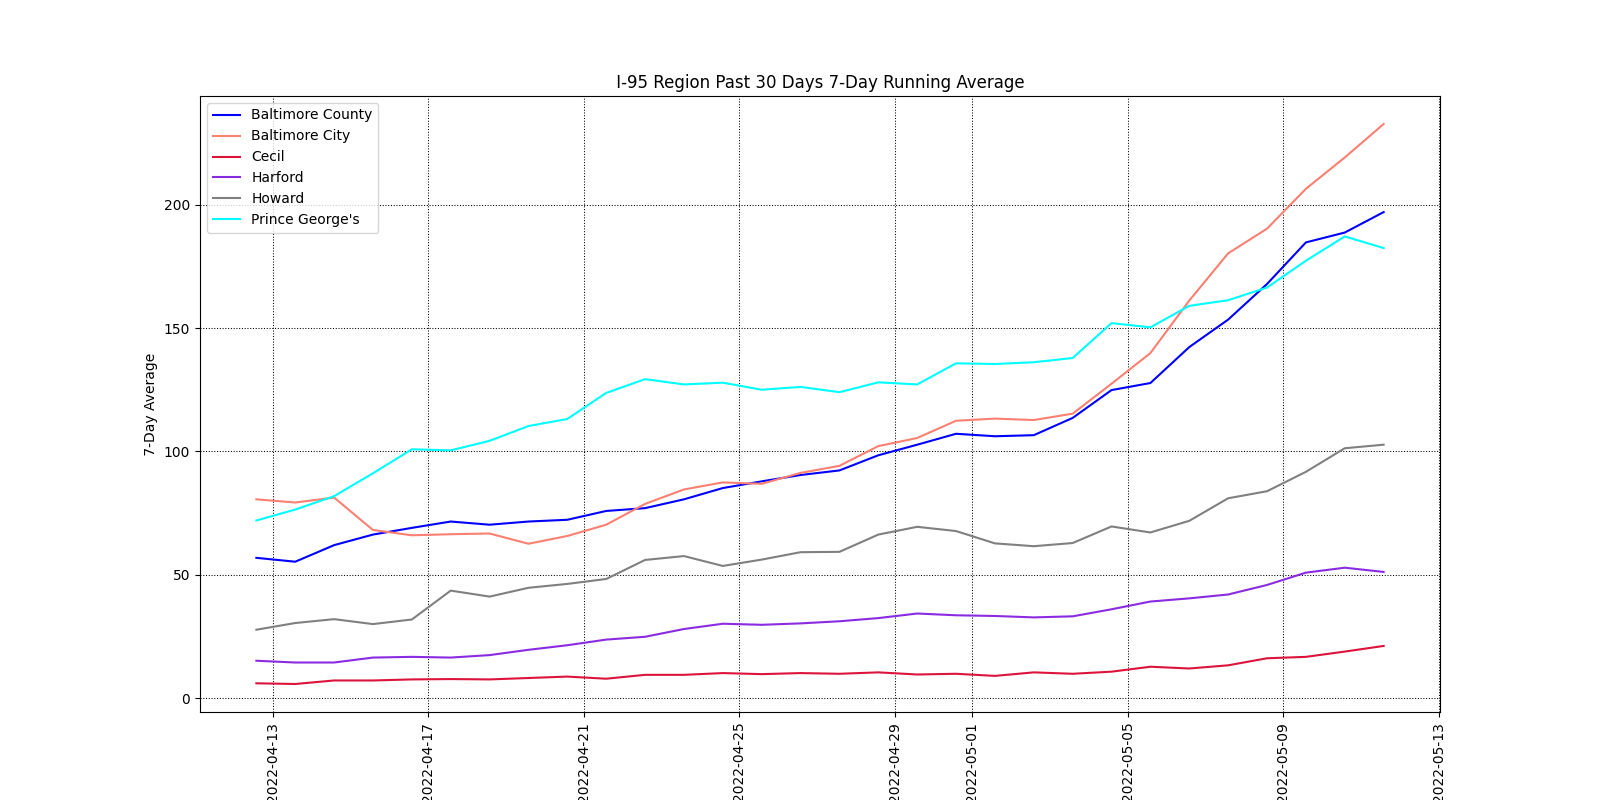 I-95 Region Past 30 Days 7-Day Running Average
Baltimore County
Baltimore City
Cecil
Harford
Howard
Prince George's
7-Day Average
200
150
100
50
0
2022-04-13
2022-04-17
2022-04-21
2022-04-25
2022-04-29
2022-05-01
2022-05-05
2022-05-09
2022-05-13